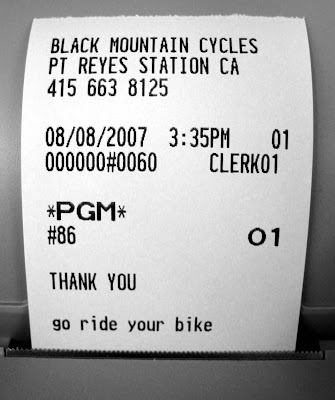 BLACK MOUNTAIN CYCLES
PT REYES STATION CA
415 663 8125
08/08/2007 3:35PM 01
000000#0060 CLERK01
*PGM*
#86 01
THANK YOU
go ride your bike